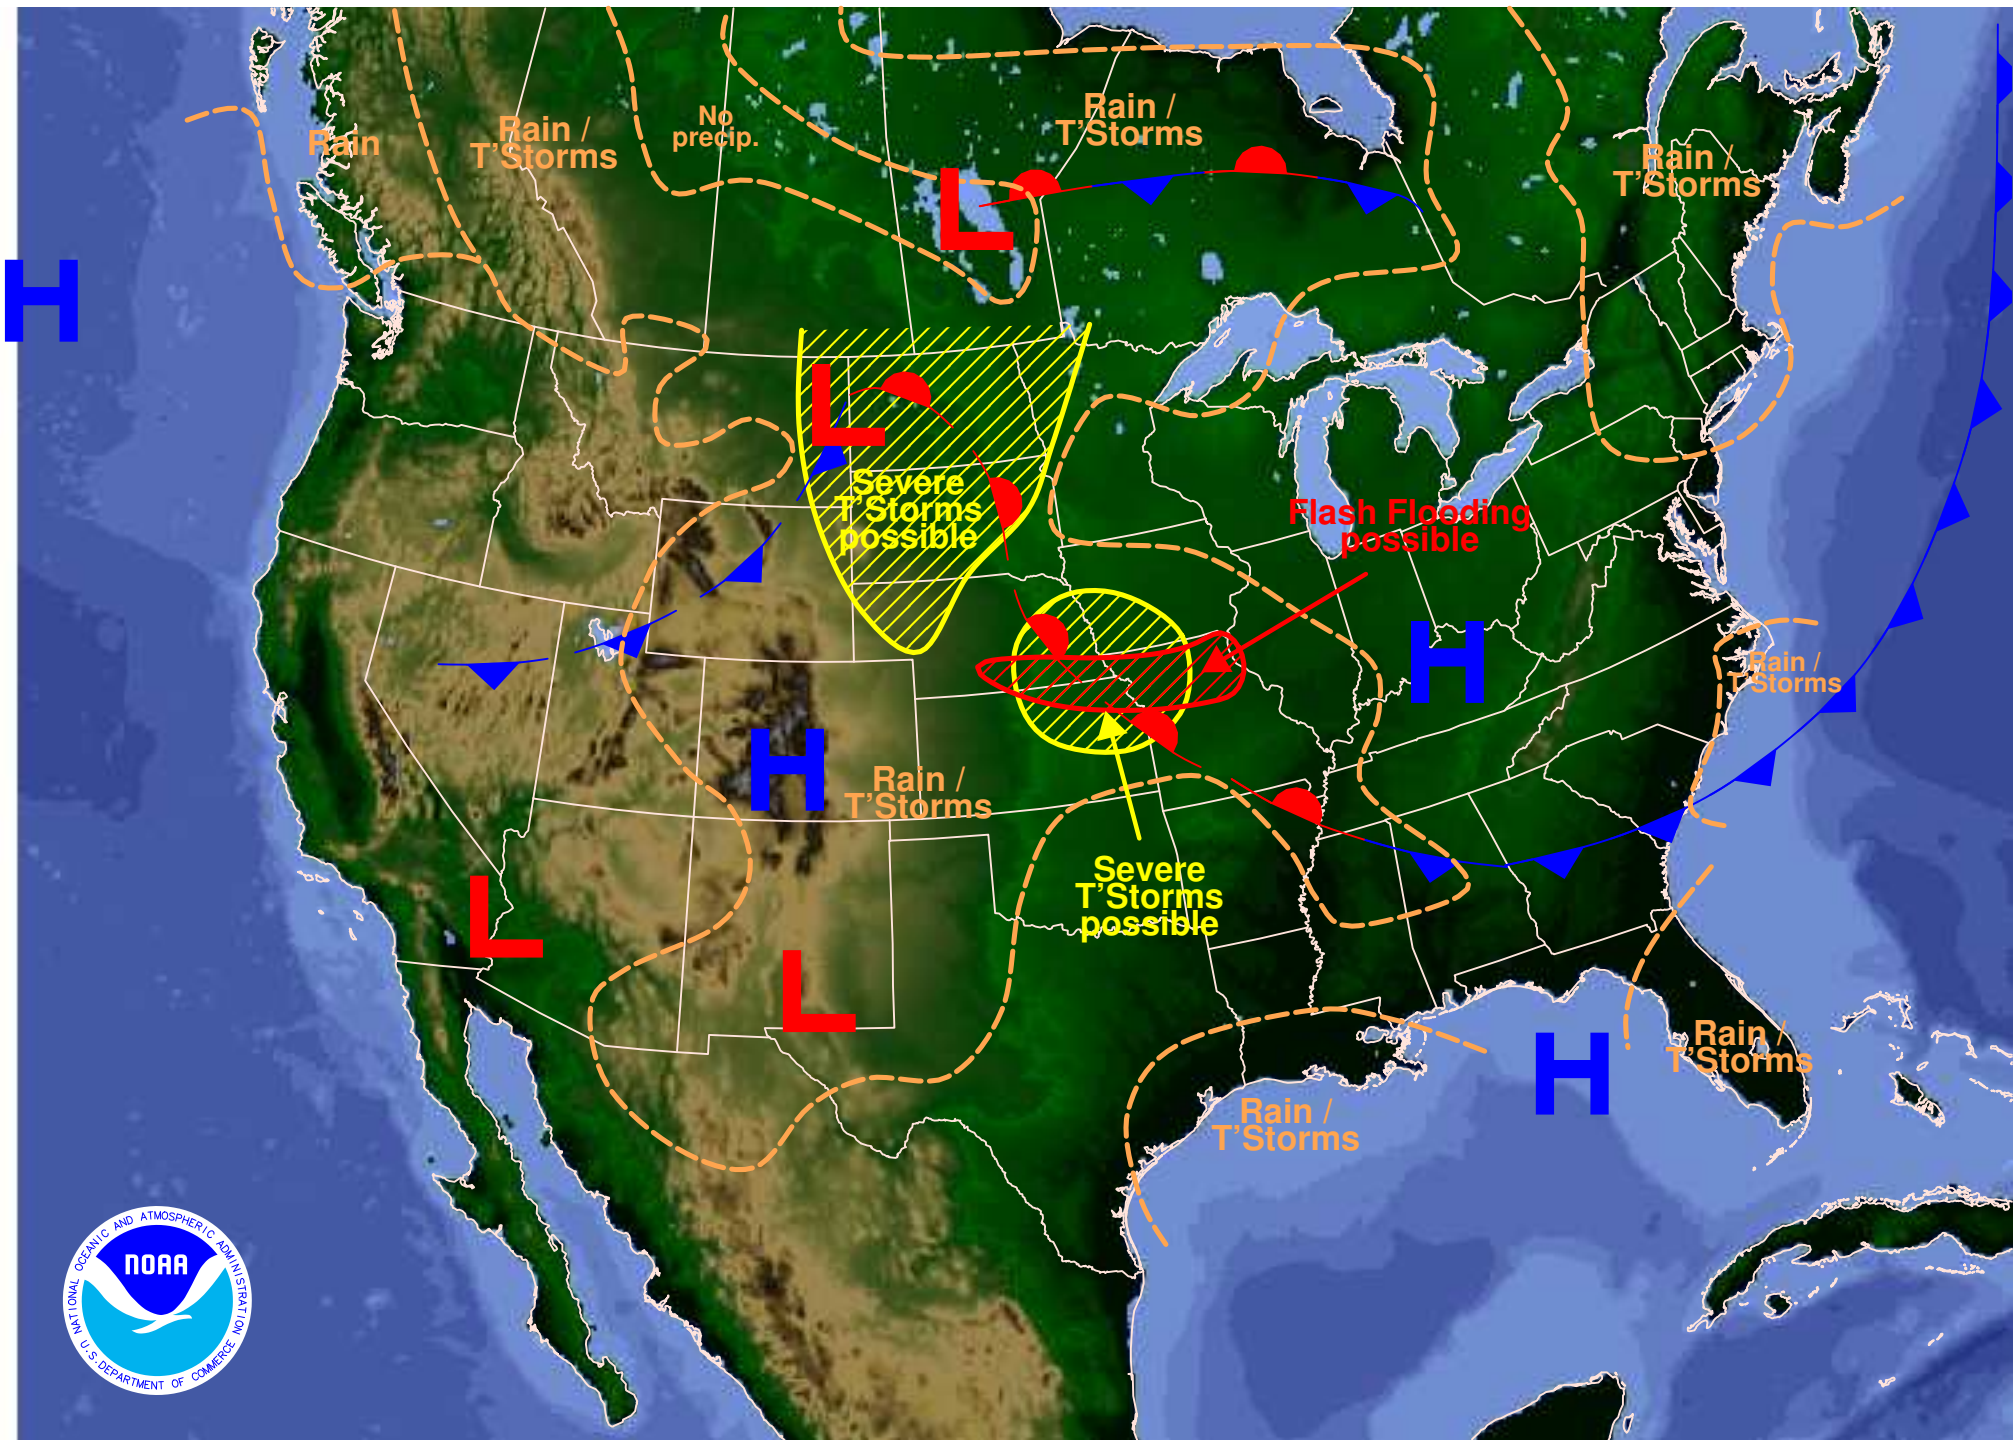 Rain
Rain /
T'Storms
No
precip.
Rain /
T'Storms
Rain /
T'Storms
L
H
L
Severe
T'Storms
possible
Flash Flooding
possible
H
Rain /
T'Storms
H
Rain /
T'Storms
Severe
T'Storms
possible
L
L
H
Rain /
T'Storms
Rain /
T'Storms
NATIONAL OCEANIC AND ATMOSPHERIC ADMINISTRATION
NOAA
U.S. DEPARTMENT OF COMMERCE